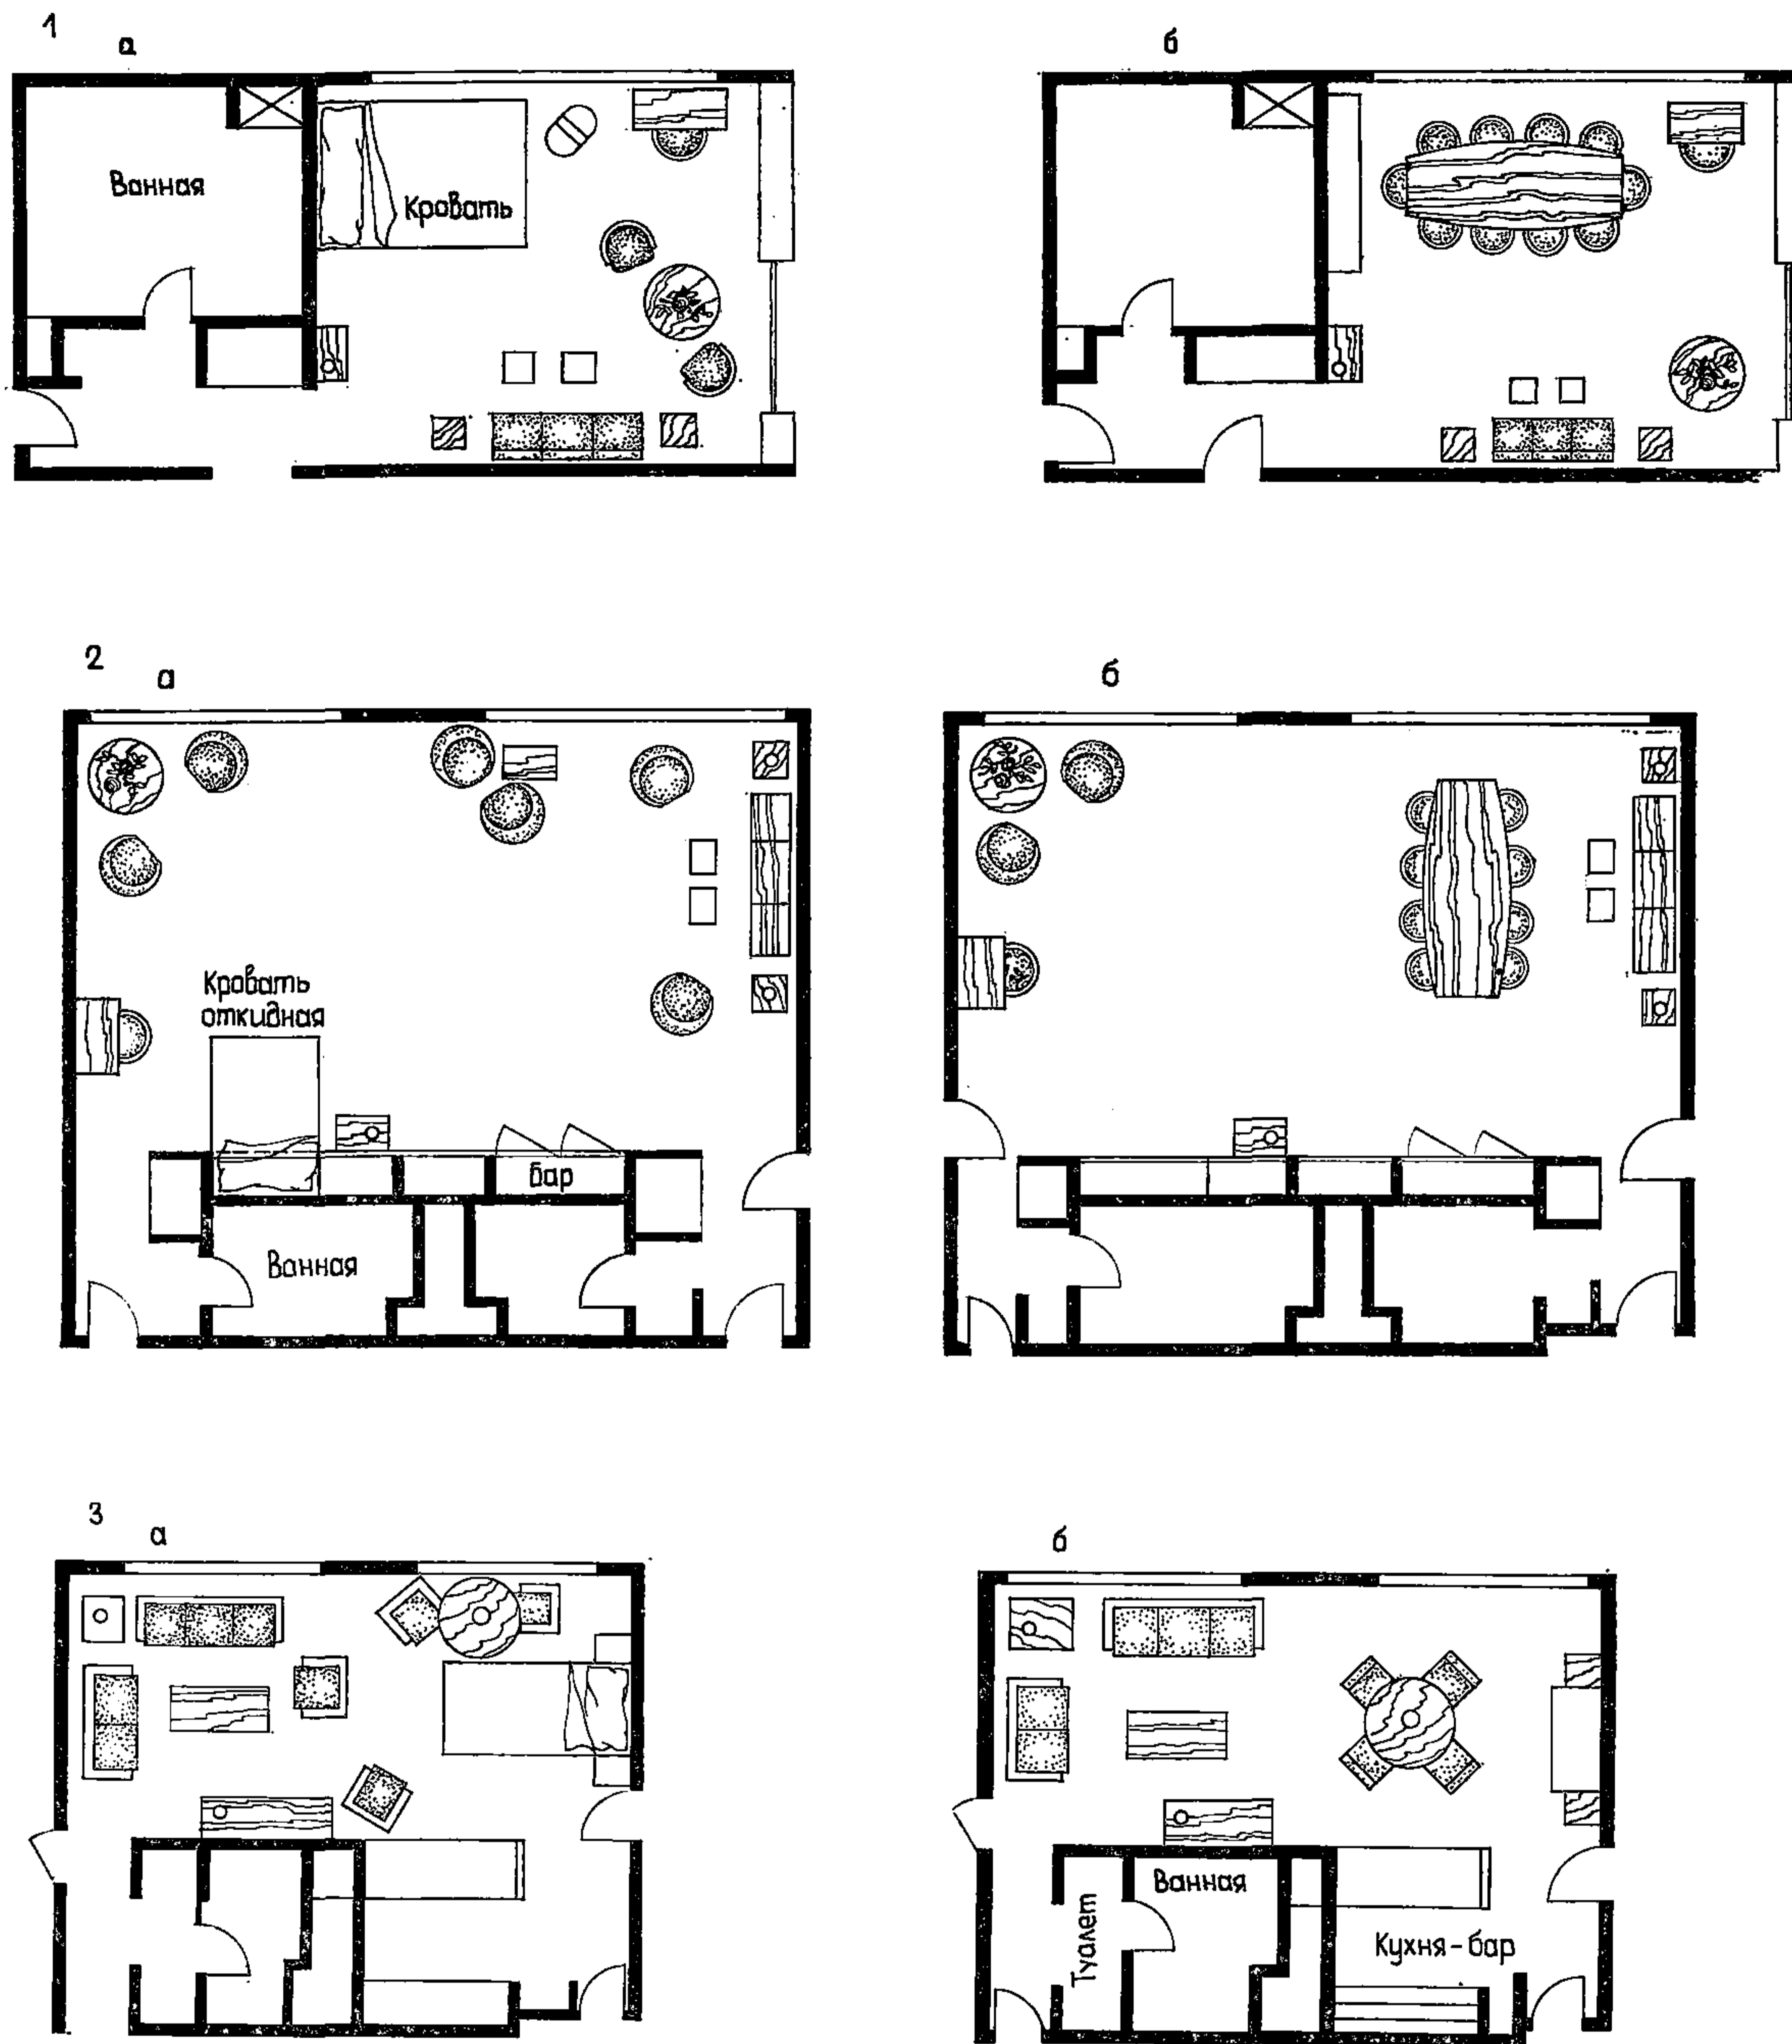 1
а
б
Ванная
Кровать
2
а
б
Кровать
откидная
бар
Ванная
3
а
б
Туалет
Ванная
Кухня-бар